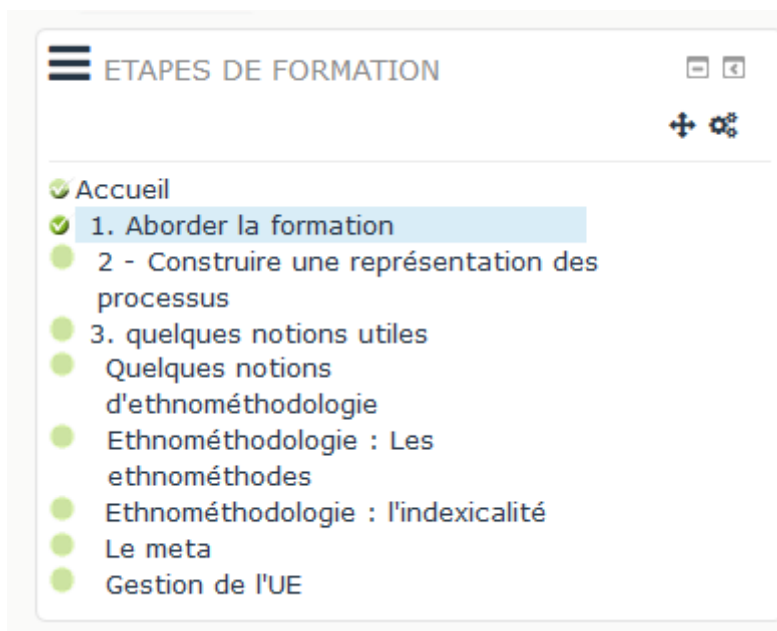 ETAPES DE FORMATION
Accueil
1. Aborder la formation
2 - Construire une représentation des
processus
3. quelques notions utiles
Quelques notions
d'ethnométhodologie
Ethnométhodologie : Les
ethnométhodes
Ethnométhodologie : l'indexicalité
Le meta
Gestion de l'UE